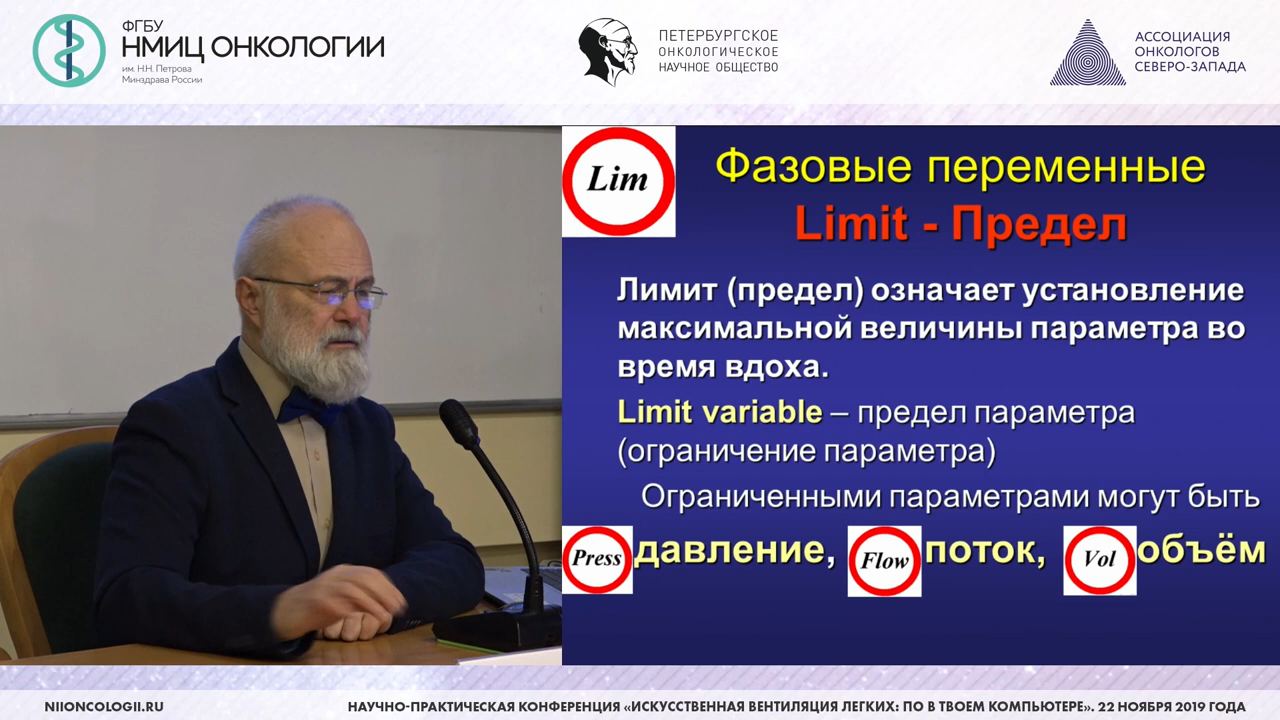 ФГБУ
НМИЦ ОНКОЛОГИИ
им. Н.Н. Петрова
Минздрава России
ПЕТЕРБУРГСКОЕ
ОНКОЛОГИЧЕСКОЕ
НАУЧНОЕ ОБЩЕСТВО
АССОЦИАЦИЯ
ОНКОЛОГОВ
СЕВЕРО-ЗАПАДА
Lim
Фазовые переменные
Limit - Предел
Лимит (предел) означает установление
максимальной величины параметра во
время вдоха.
Limit variable – предел параметра
(ограничение параметра)
Ограниченными параметрами могут быть
Press давление, Flow поток, Vol объём
NIIONCOLOGII.RU
НАУЧНО-ПРАКТИЧЕСКАЯ КОНФЕРЕНЦИЯ «ИСКУССТВЕННАЯ ВЕНТИЛЯЦИЯ ЛЕГКИХ: ПО В ТВОЕМ КОМПЬЮТЕРЕ». 22 НОЯБРЯ 2019 ГОДА